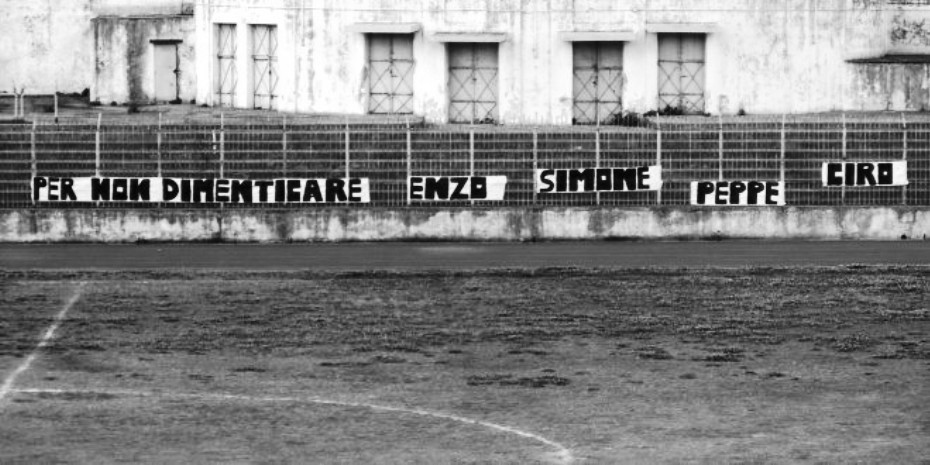 PER NON DIMENTICARE ENZO SIMONE PEPPE CIRO